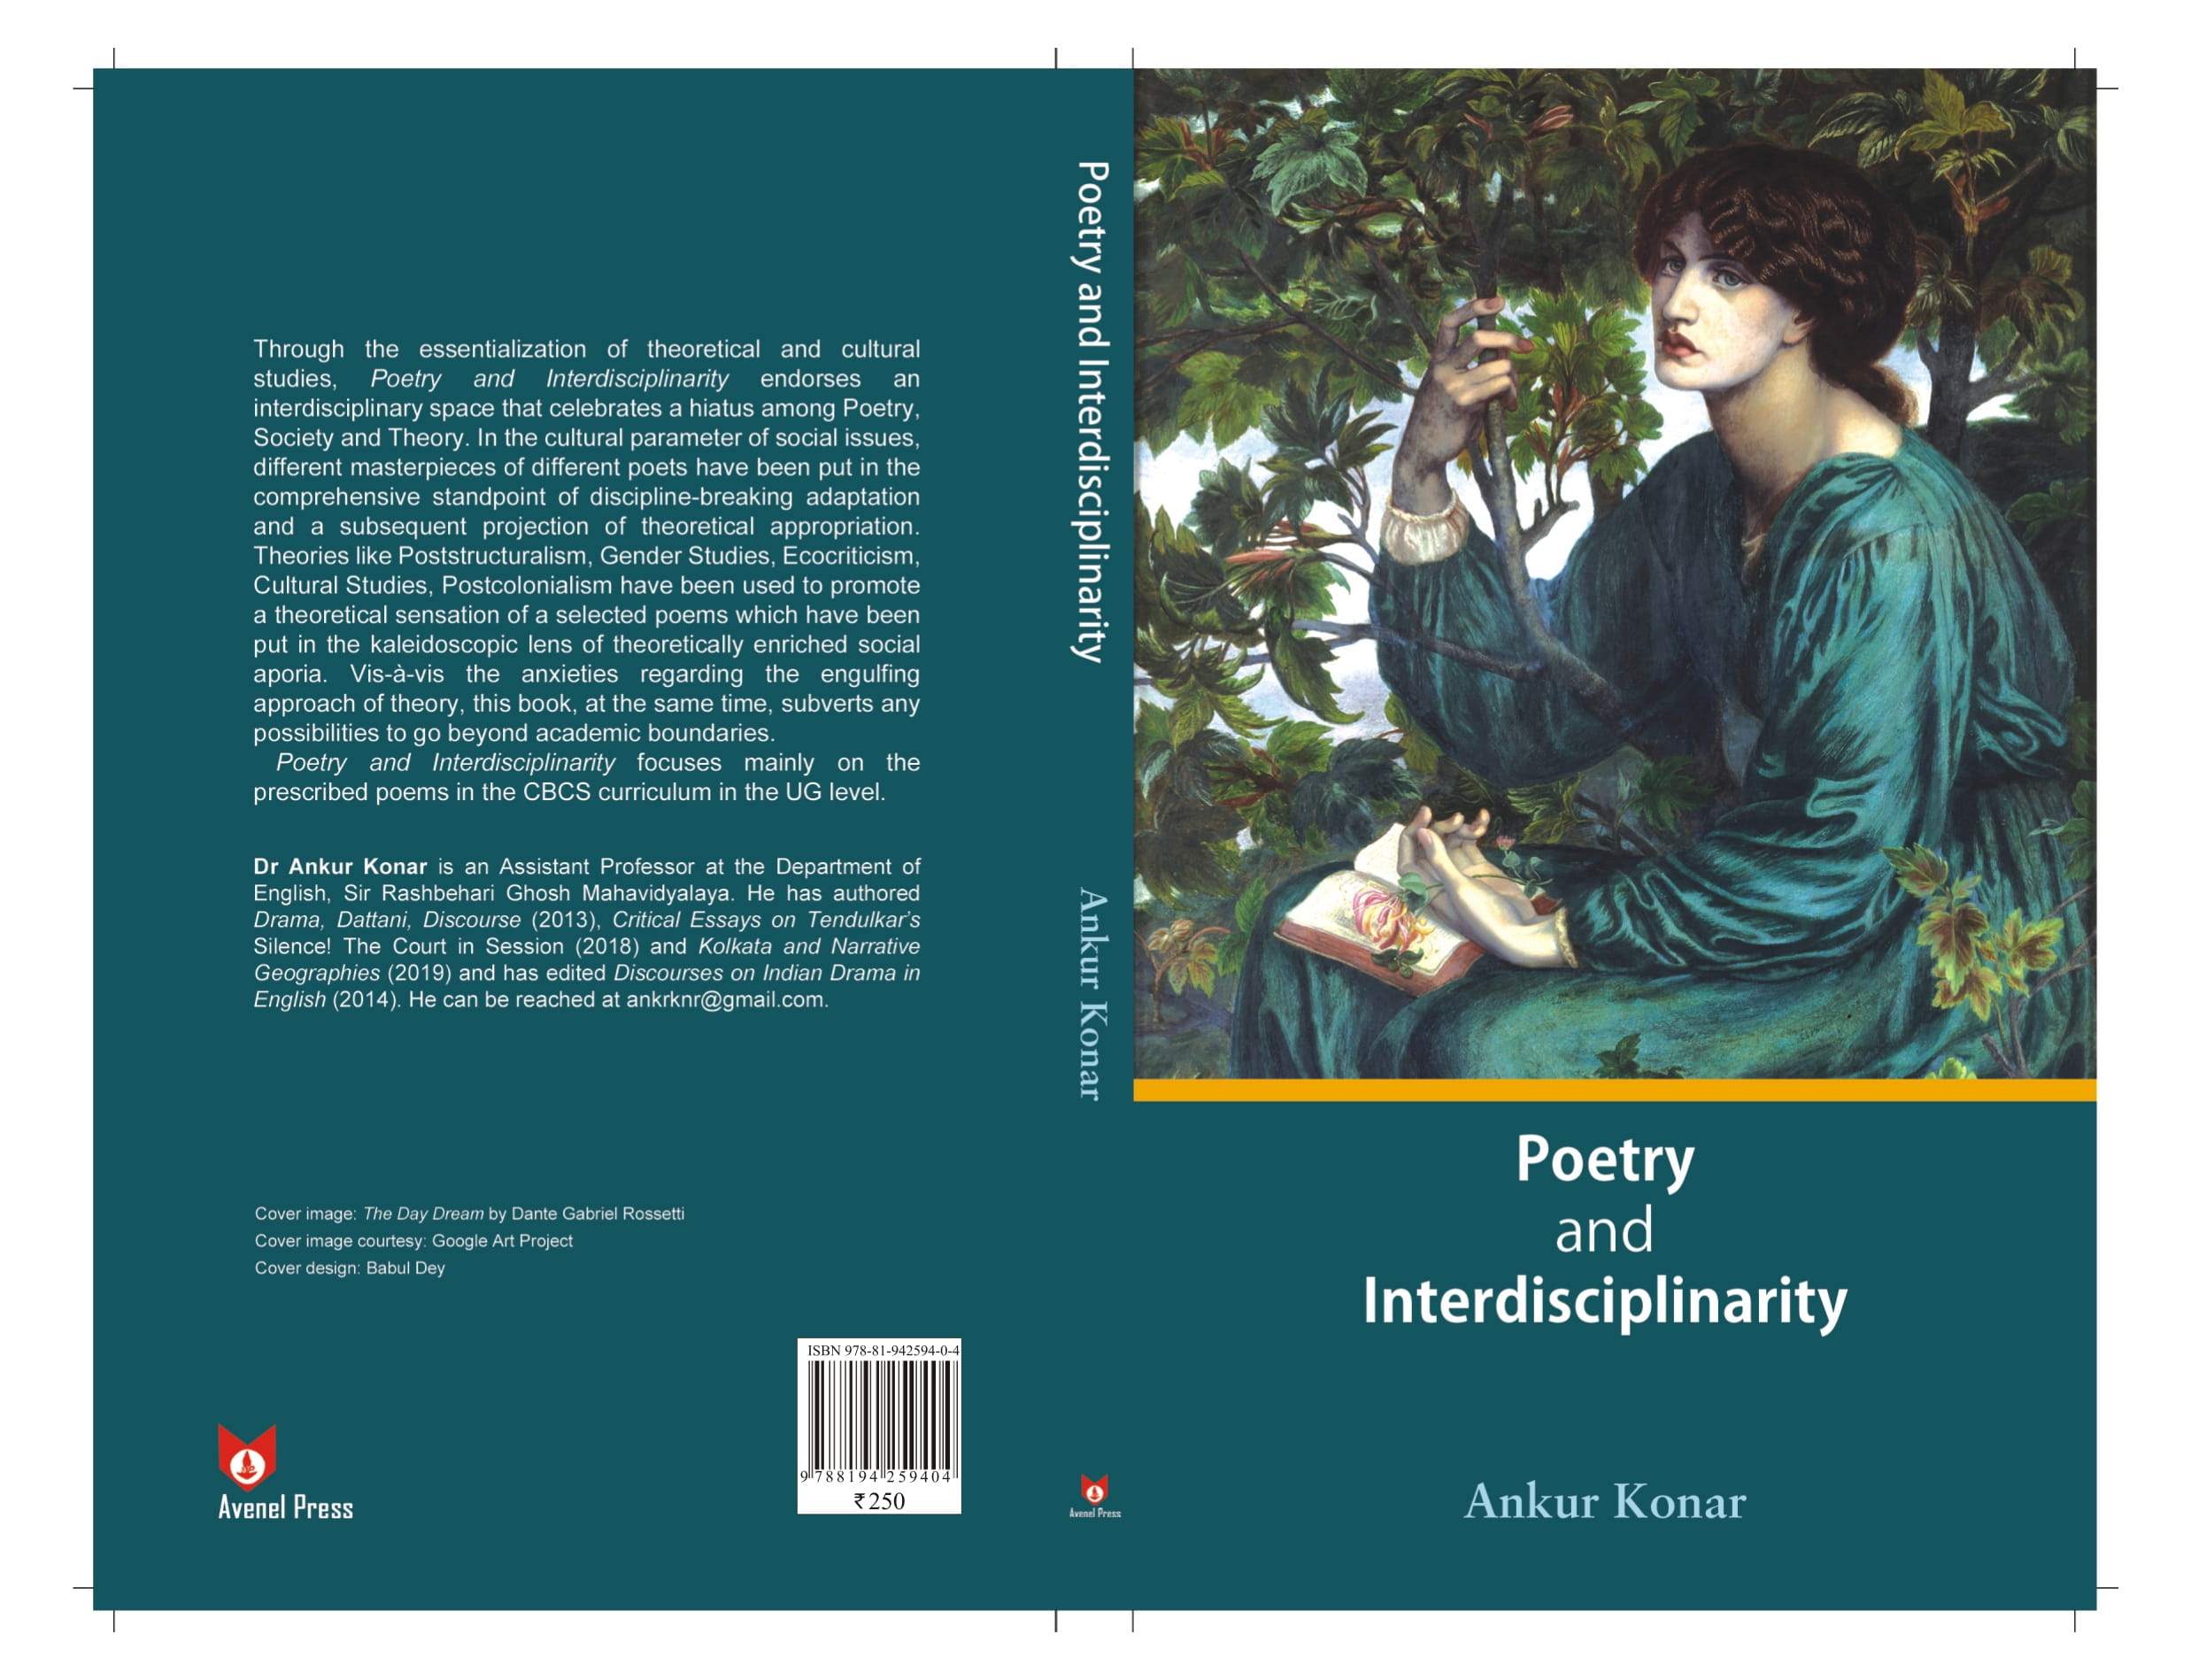 Through the essentialization of theoretical and cultural
studies, Poetry and Interdisciplinarity endorses an
interdisciplinary space that celebrates a hiatus among Poetry,
Society and Theory. In the cultural parameter of social issues,
different masterpieces of different poets have been put in the
comprehensive standpoint of discipline-breaking adaptation
and a subsequent projection of theoretical appropriation.
Theories like Poststructuralism, Gender Studies, Ecocriticism,
Cultural Studies, Postcolonialism have been used to promote
a theoretical sensation of a selected poems which have been
put in the kaleidoscopic lens of theoretically enriched social
aporia. Vis-à-vis the anxieties regarding the engulfing
approach of theory, this book, at the same time, subverts any
possibilities to go beyond academic boundaries.
Poetry and Interdisciplinarity focuses mainly on the
prescribed poems in the CBCS curriculum in the UG level.
Dr Ankur Konar is an Assistant Professor at the Department of
English, Sir Rashbehari Ghosh Mahavidyalaya. He has authored
Drama, Dattani, Discourse (2013), Critical Essays on Tendulkar's
Silence! The Court in Session (2018) and Kolkata and Narrative
Geographies (2019) and has edited Discourses on Indian Drama in
English (2014). He can be reached at ankrknr@gmail.com.
Cover image: The Day Dream by Dante Gabriel Rossetti
Cover image courtesy: Google Art Project
Cover design: Babul Dey
Avenel Press
ISBN 978-81-942594-0-4
9 788194 259404
₹250
Poetry and Interdisciplinarity
Ankur Konar
Avenel Press
Poetry
and
Interdisciplinarity
Ankur Konar